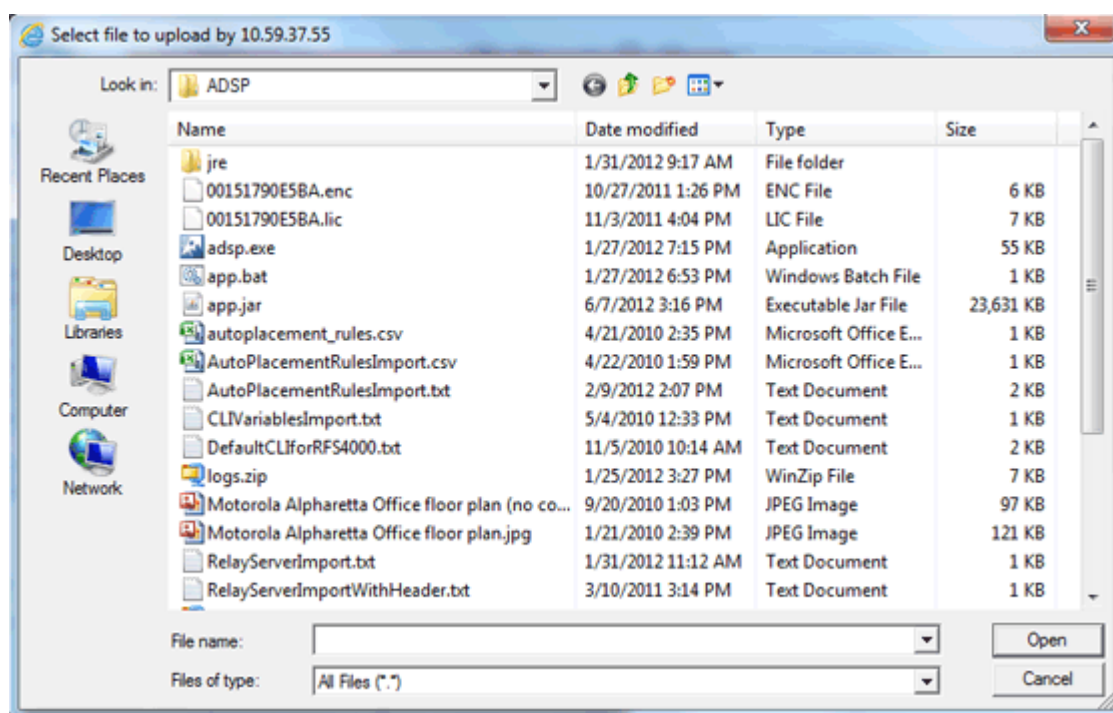 Select file to upload by 10.59.37.55
Look in: ADSP
Name Date modified Type Size
jre 1/31/2012 9:17 AM File folder
00151790E5BA.enc 10/27/2011 1:26 PM ENC File 6 KB
00151790E5BA.lic 11/3/2011 4:04 PM LIC File 7 KB
adsp.exe 1/27/2012 7:15 PM Application 55 KB
app.bat 1/27/2012 6:53 PM Windows Batch File 1 KB
app.jar 6/7/2012 3:16 PM Executable Jar File 23,631 KB
autoplacement_rules.csv 4/21/2010 2:35 PM Microsoft Office E... 1 KB
AutoPlacementRulesImport.csv 4/22/2010 1:59 PM Microsoft Office E... 1 KB
AutoPlacementRulesImport.txt 2/9/2012 2:07 PM Text Document 2 KB
CLIVariablesImport.txt 5/4/2010 12:33 PM Text Document 1 KB
DefaultCLIforRFS4000.txt 11/5/2010 10:14 AM Text Document 2 KB
logs.zip 1/25/2012 3:27 PM WinZip File 7 KB
Motorola Alpharetta Office floor plan (no co... 9/20/2010 1:03 PM JPEG Image 97 KB
Motorola Alpharetta Office floor plan.jpg 1/21/2010 2:39 PM JPEG Image 121 KB
RelayServerImport.txt 1/31/2012 11:12 AM Text Document 1 KB
RelayServerImportWithHeader.txt 3/10/2011 3:14 PM Text Document 1 KB
Recent Places
Desktop
Libraries
Computer
Network
File name: Open
Files of type: All Files (*.*) Cancel